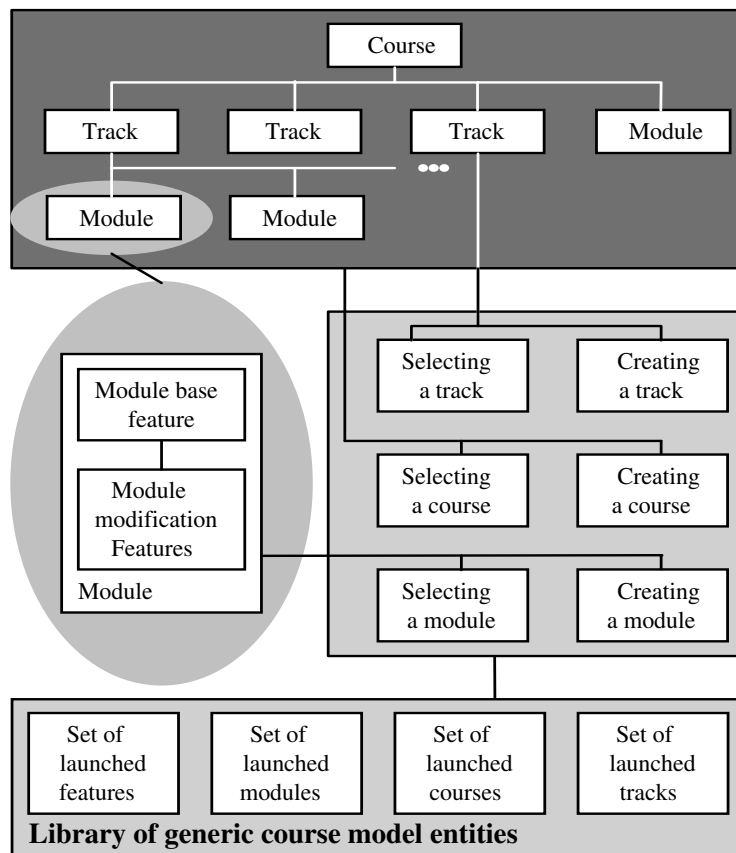 Course
Track
Track
Track
Module
Module
Module
Module base
feature
Module
modification
Features
Module
Selecting
a track
Creating
a track
Selecting
a course
Creating
a course
Selecting
a module
Creating
a module
Set of
launched
features
Set of
launched
modules
Set of
launched
courses
Set of
launched
tracks
Library of generic course model entities